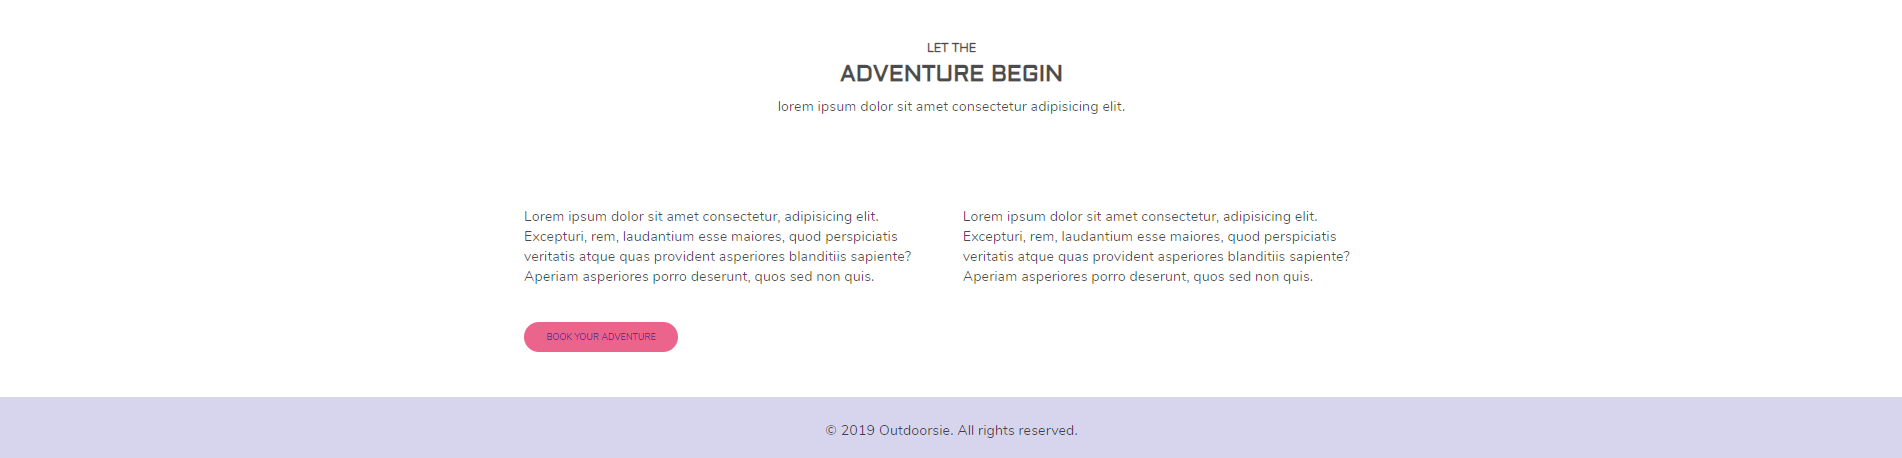 LET THE
ADVENTURE BEGIN
lorem ipsum dolor sit amet consectetur adipisicing elit.
Lorem ipsum dolor sit amet consectetur, adipisicing elit.
Excepturi, rem, laudantium esse maiores, quod perspiciatis
veritatis atque quas provident asperiores blanditiis sapiente?
Aperiam asperiores porro deserunt, quos sed non quis.
Lorem ipsum dolor sit amet consectetur, adipisicing elit.
Excepturi, rem, laudantium esse maiores, quod perspiciatis
veritatis atque quas provident asperiores blanditiis sapiente?
Aperiam asperiores porro deserunt, quos sed non quis.
BOOK YOUR ADVENTURE
© 2019 Outdoorsie. All rights reserved.